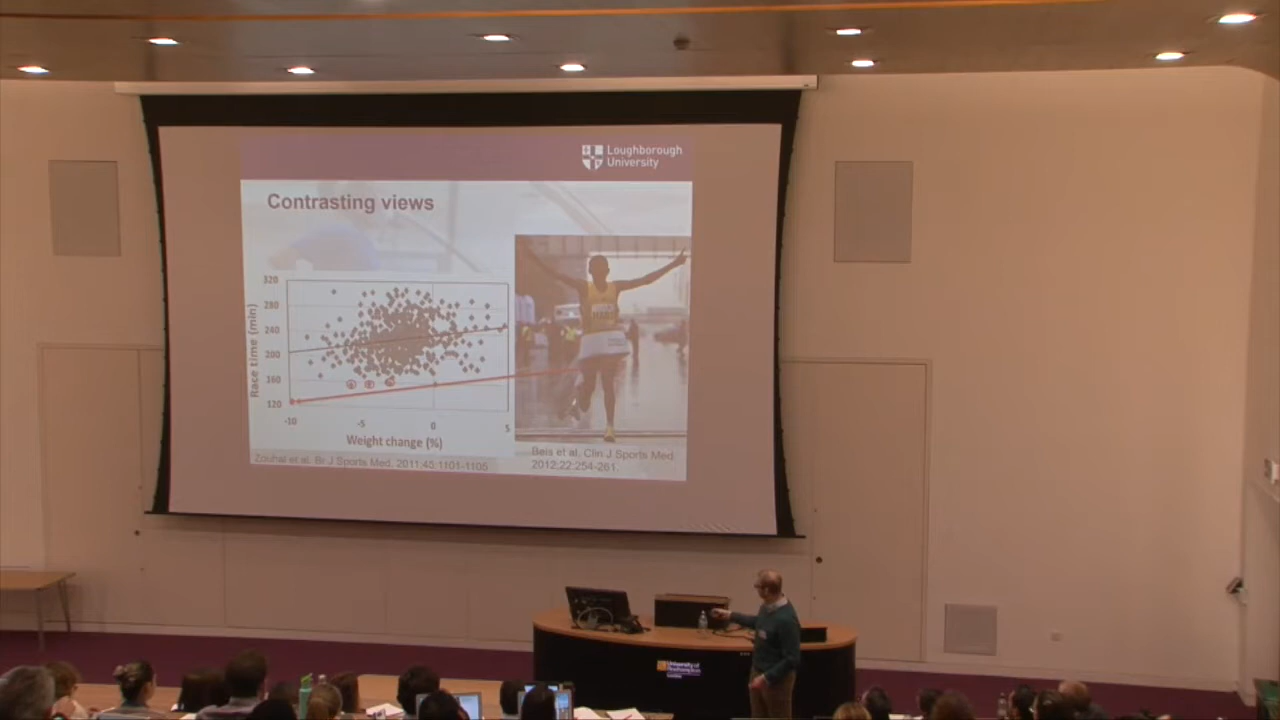 Loughborough
University
Contrasting views
320
280
240
200
160
120
Race time (min)
-10
-5
0
5
Weight change (%)
Zouhal et al. Br J Sports Med. 2011;45:1101-1105
Beis et al. Clin J Sports Med
2012;22:254-261.
University of